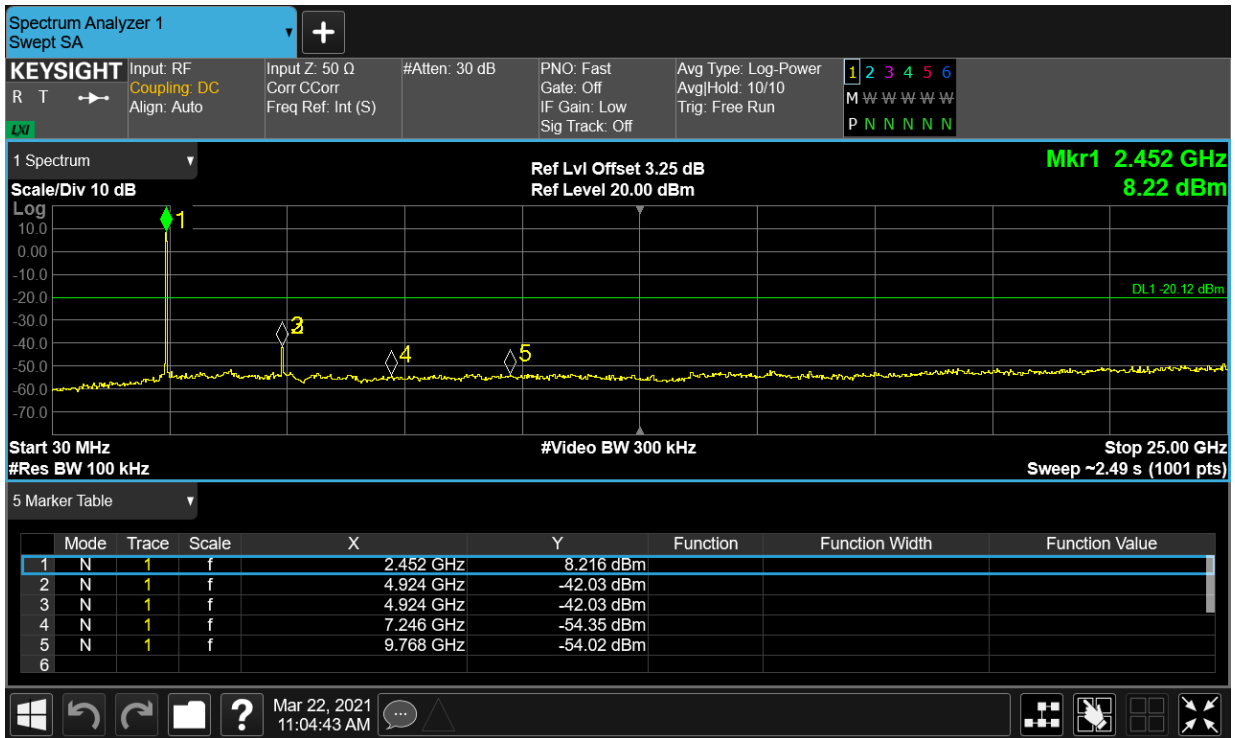 Spectrum Analyzer 1
Swept SA
KEYSIGHT
R T
LXI
Input: RF
Coupling: DC
Align: Auto
Input Z: 50 Ω
Corr CCorr
Freq Ref: Int (S)
#Atten: 30 dB
PNO: Fast
Gate: Off
IF Gain: Low
Sig Track: Off
Avg Type: Log-Power
Avg|Hold: 10/10
Trig: Free Run
1 2 3 4 5 6
M W W W W W
P N N N N N
1 Spectrum
Scale/Div 10 dB
Log
Ref Lvl Offset 3.25 dB
Ref Level 20.00 dBm
Mkr1 2.452 GHz
8.22 dBm
10.0
0.00
-10.0
-20.0
-30.0
-40.0
-50.0
-60.0
-70.0
1
3
4
5
DL1 -20.12 dBm
Start 30 MHz
#Res BW 100 kHz
#Video BW 300 kHz
Stop 25.00 GHz
Sweep ~2.49 s (1001 pts)
5 Marker Table
Mode Trace Scale X Y Function Function Width Function Value
1 N 1 f 2.452 GHz 8.216 dBm
2 N 1 f 4.924 GHz -42.03 dBm
3 N 1 f 4.924 GHz -42.03 dBm
4 N 1 f 7.246 GHz -54.35 dBm
5 N 1 f 9.768 GHz -54.02 dBm
6
?
Mar 22, 2021
11:04:43 AM